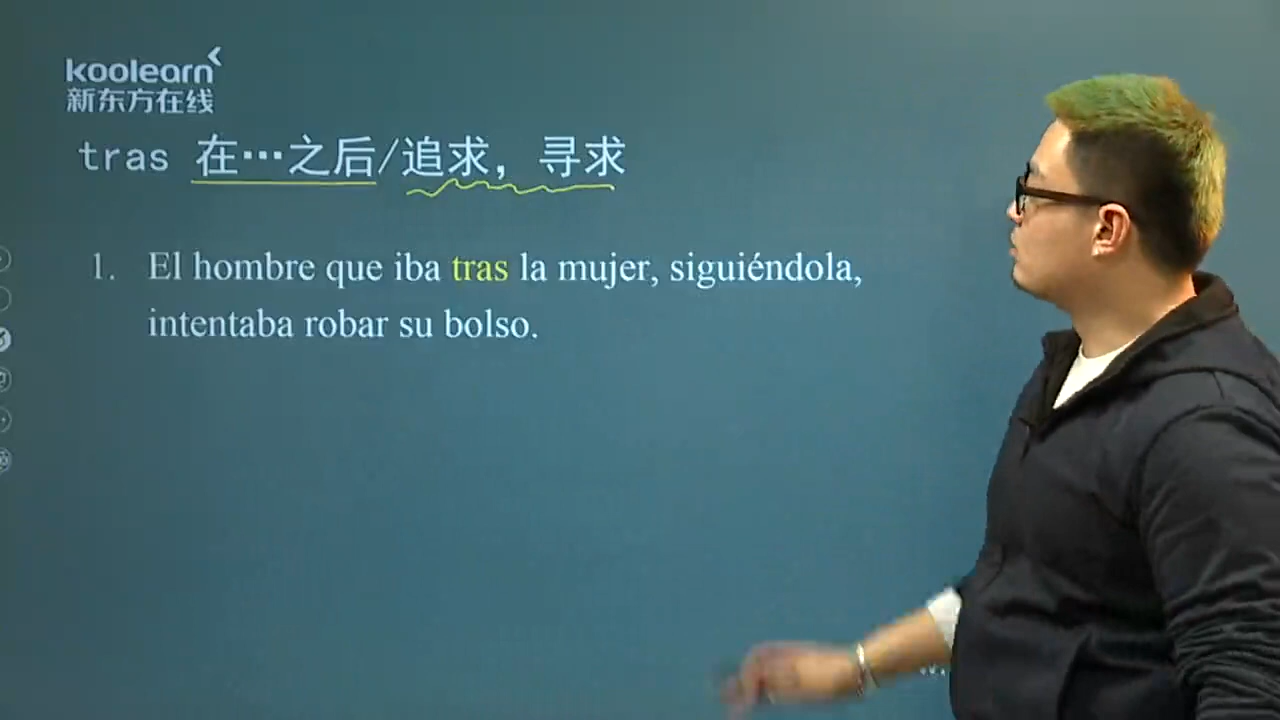 koolearn
新东方在线
tras 在…之后/追求，寻求
1. El hombre que iba tras la mujer, siguiéndola,
intentaba robar su bolso.